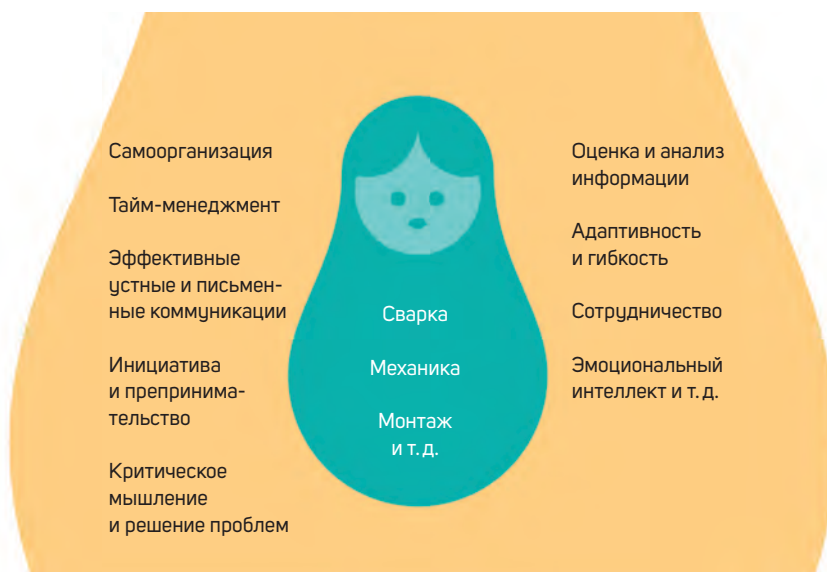 Самоорганизация
Тайм-менеджмент
Эффективные
устные и письмен-
ные коммуникации
Инициатива
и препринима-
тельство
Критическое
мышление
и решение проблем
Сварка
Механика
Монтаж
и т. д.
Оценка и анализ
информации
Адаптивность
и гибкость
Сотрудничество
Эмоциональный
интеллект и т. д.